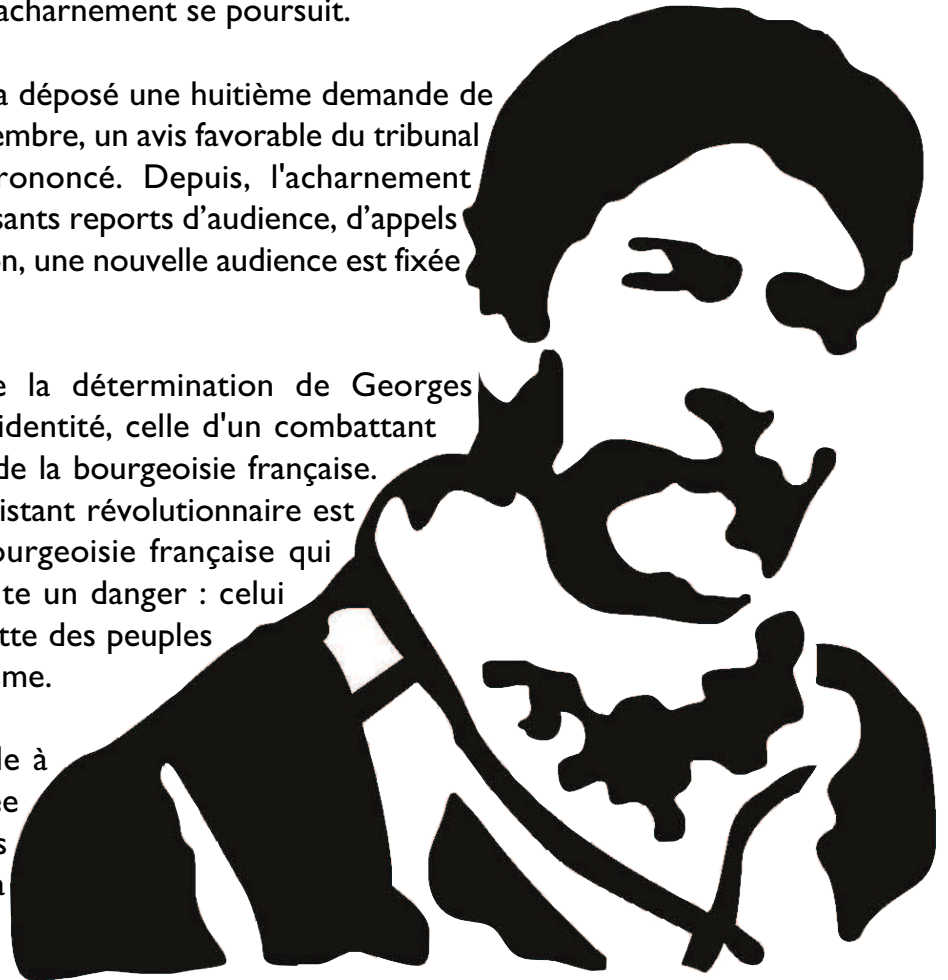 acharnement se poursuit.
a déposé une huitième demande de
embre, un avis favorable du tribunal
rononcé. Depuis, l'acharnement
sants reports d’audience, d’appels
n, une nouvelle audience est fixée
e la détermination de Georges
identité, celle d'un combattant
de la bourgeoisie française.
istant révolutionnaire est
ourgeoisie française qui
te un danger : celui
tte des peuples
sme.
le à
ee
s
a